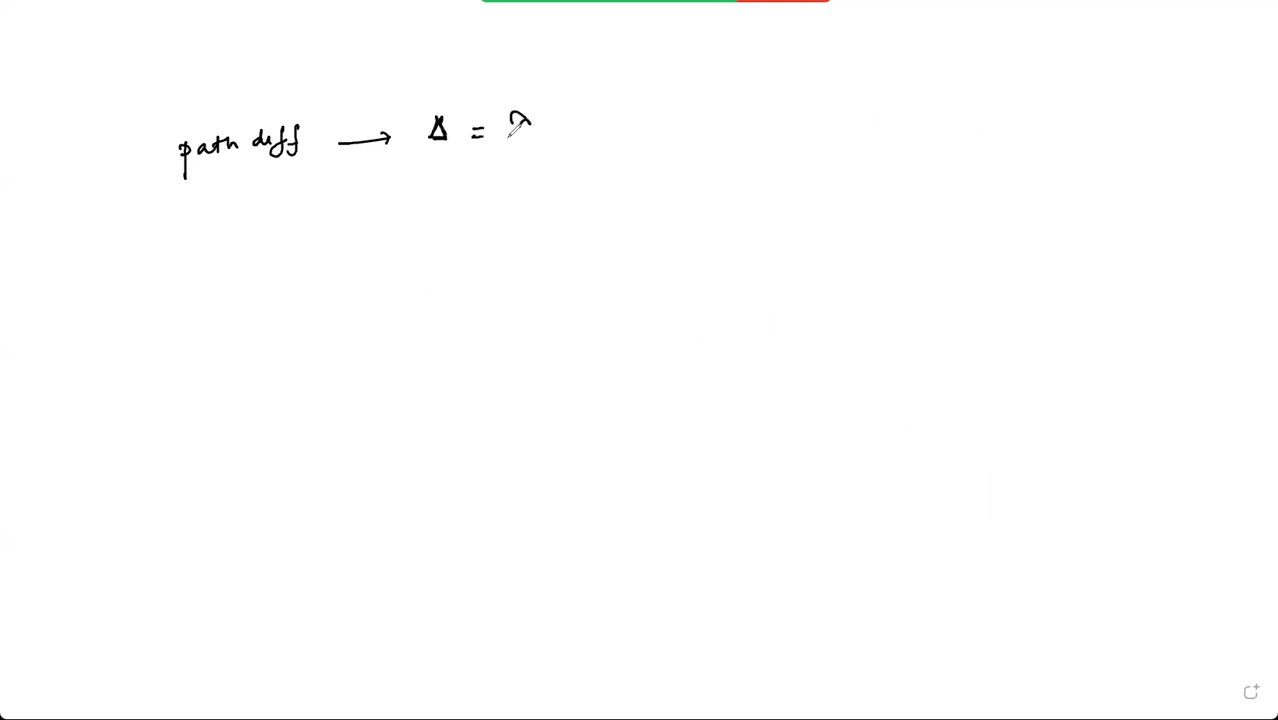 path diff → Δ =